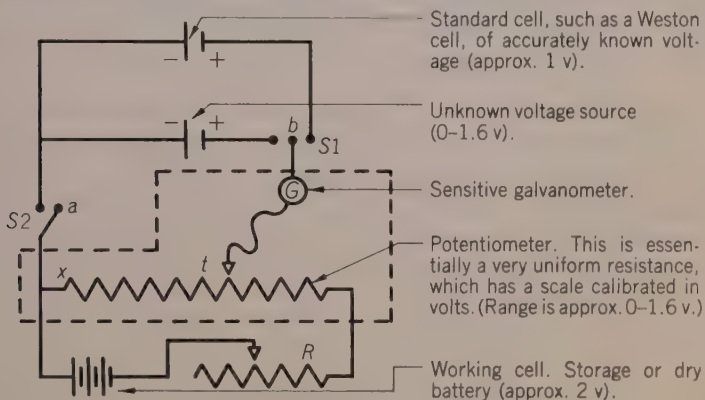 Standard cell, such as a Weston
cell, of accurately known volt-
age (approx. 1 v).
- +
Unknown voltage source
(0–1.6 v).
- +
b
S1
G
Sensitive galvanometer.
S2
a
x
t
Potentiometer. This is essen-
tially a very uniform resistance,
which has a scale calibrated in
volts. (Range is approx. 0–1.6 v.)
R
Working cell. Storage or dry
battery (approx. 2 v).